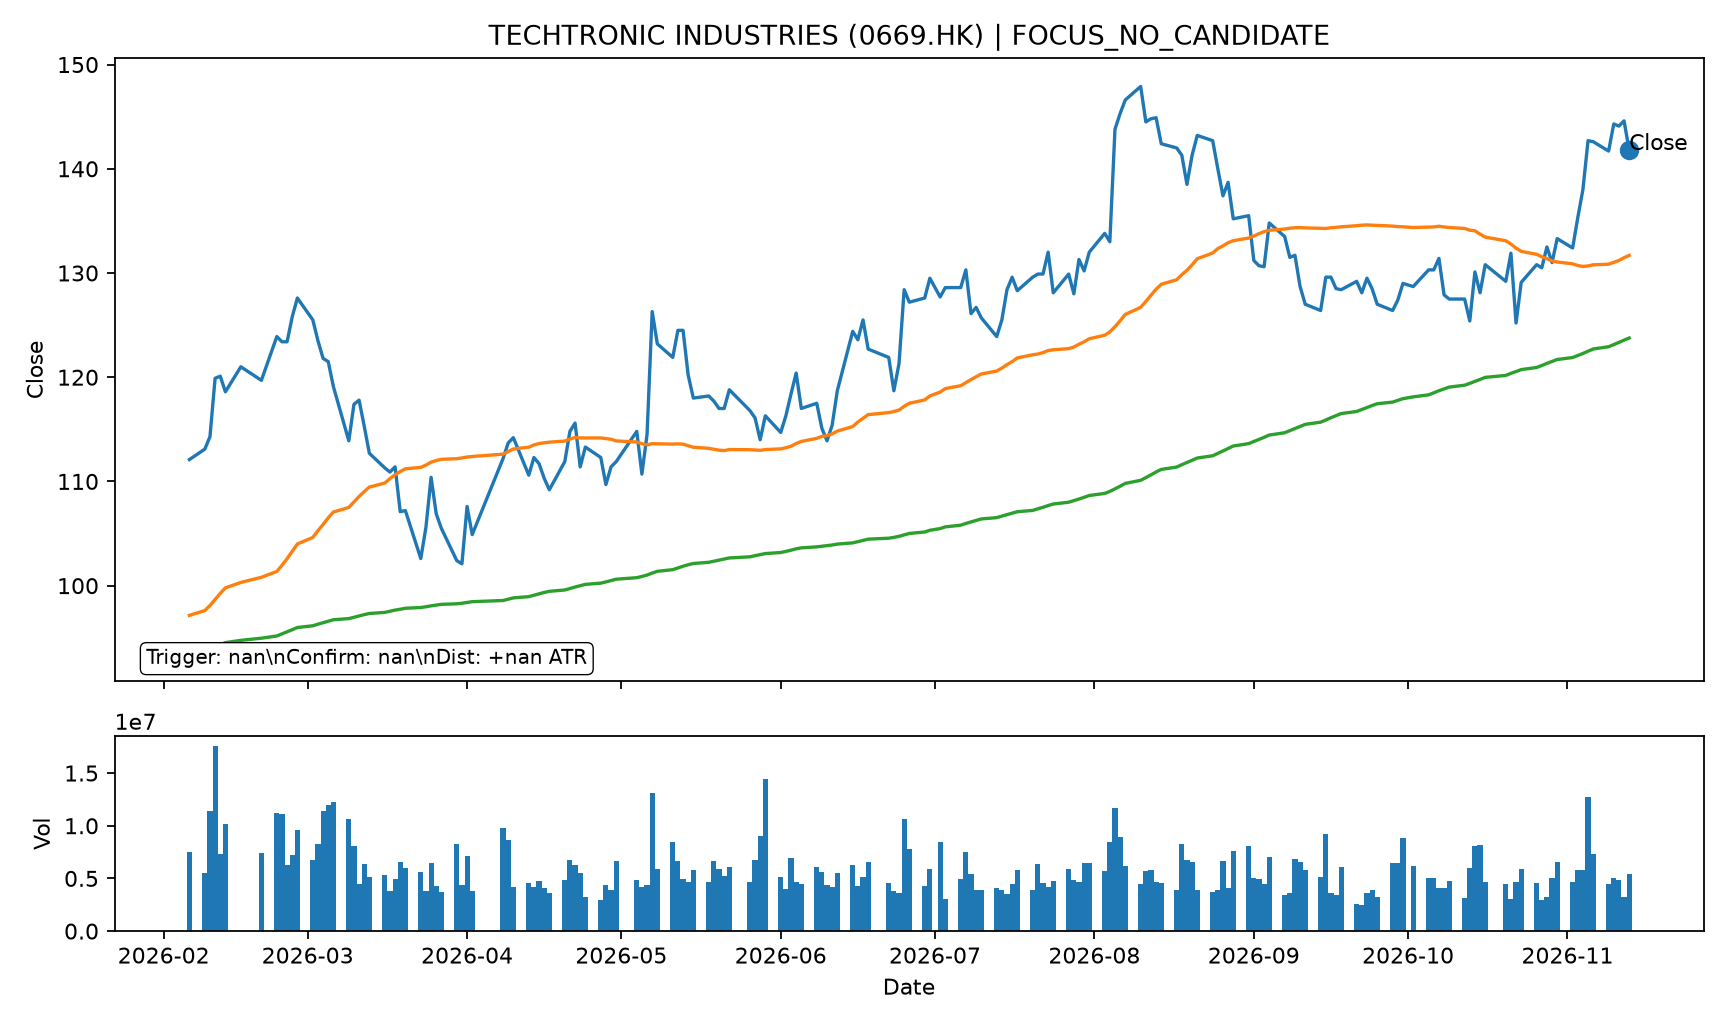 TECHTRONIC INDUSTRIES (0669.HK) | FOCUS_NO_CANDIDATE
Close
150
140
130
120
110
100
Close
Trigger: nan\nConfirm: nan\nDist: +nan ATR
1e7
Vol
1.5
1.0
0.5
0.0
2026-02 2026-03 2026-04 2026-05 2026-06 2026-07 2026-08 2026-09 2026-10 2026-11
Date